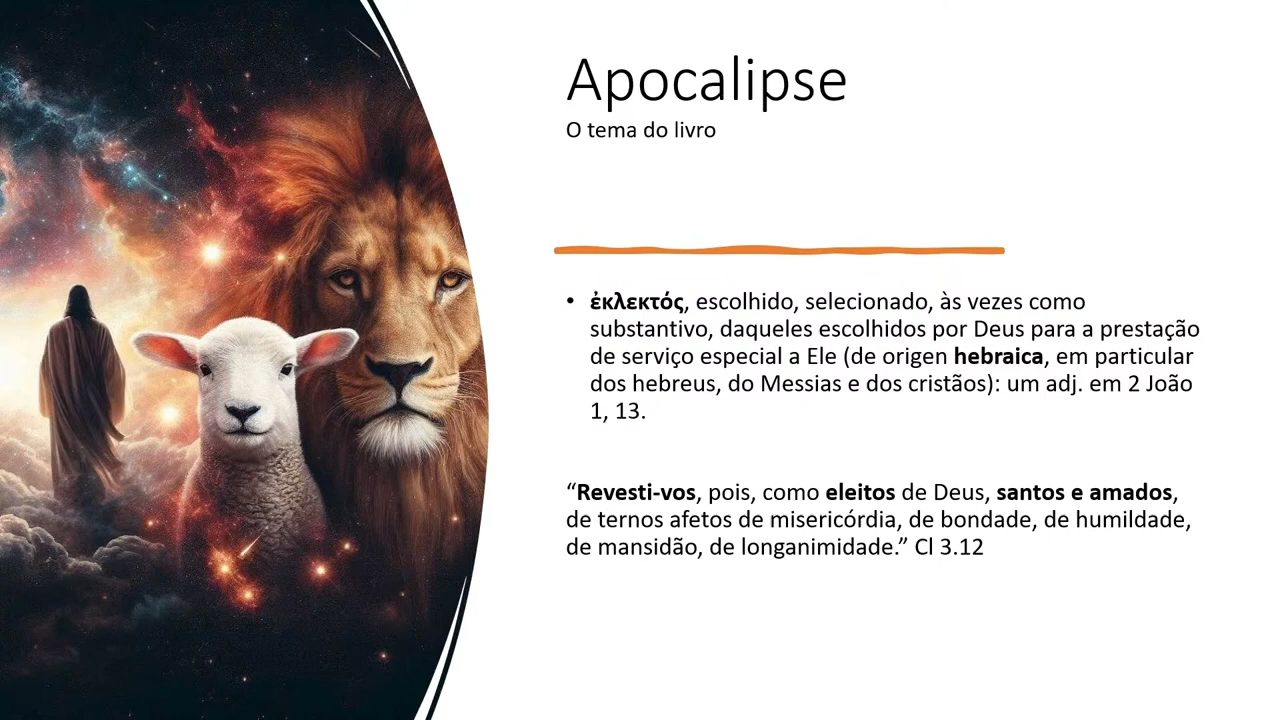 Apocalipse
O tema do livro
• ἐκλεκτός, escolhido, selecionado, às vezes como
substantivo, daqueles escolhidos por Deus para a prestação
de serviço especial a Ele (de origen hebraica, em particular
dos hebreus, do Messias e dos cristãos): um adj. em 2 João
1, 13.
“Revesti-vos, pois, como eleitos de Deus, santos e amados,
de ternos afetos de misericórdia, de bondade, de humildade,
de mansidão, de longanimidade.” Cl 3.12